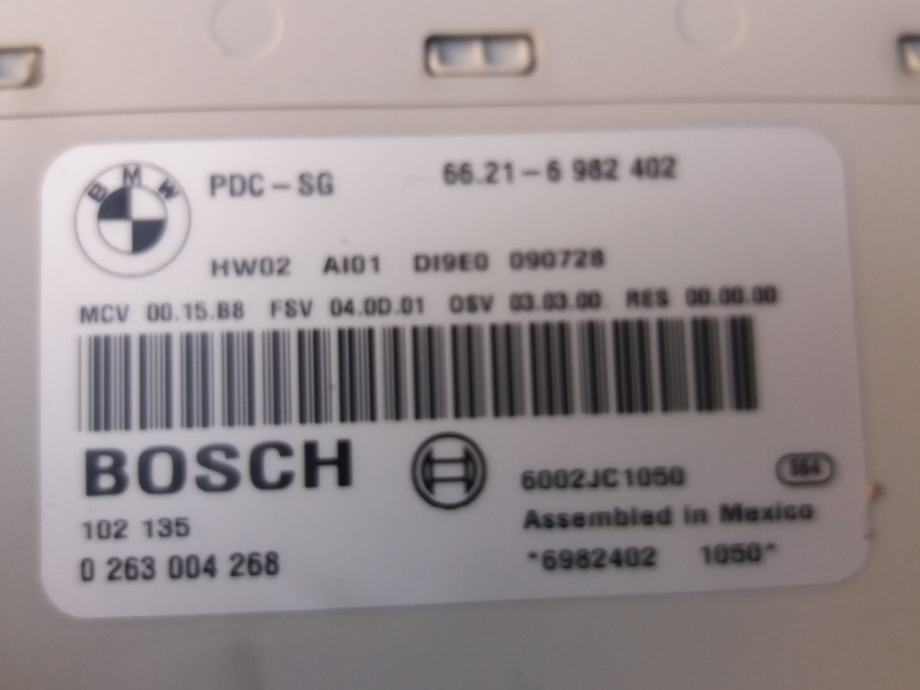 BMW
PDC-SG 66.21-6 982 402
HW02 AI01 DI9E0 090728
MCV 00.15.B8 FSV 04.0D.01 OSV 03.03.00 RES 00.00.00
BOSCH
6002JC1050
102 135 Assembled in Mexico
0 263 004 268 *6982402 1050*